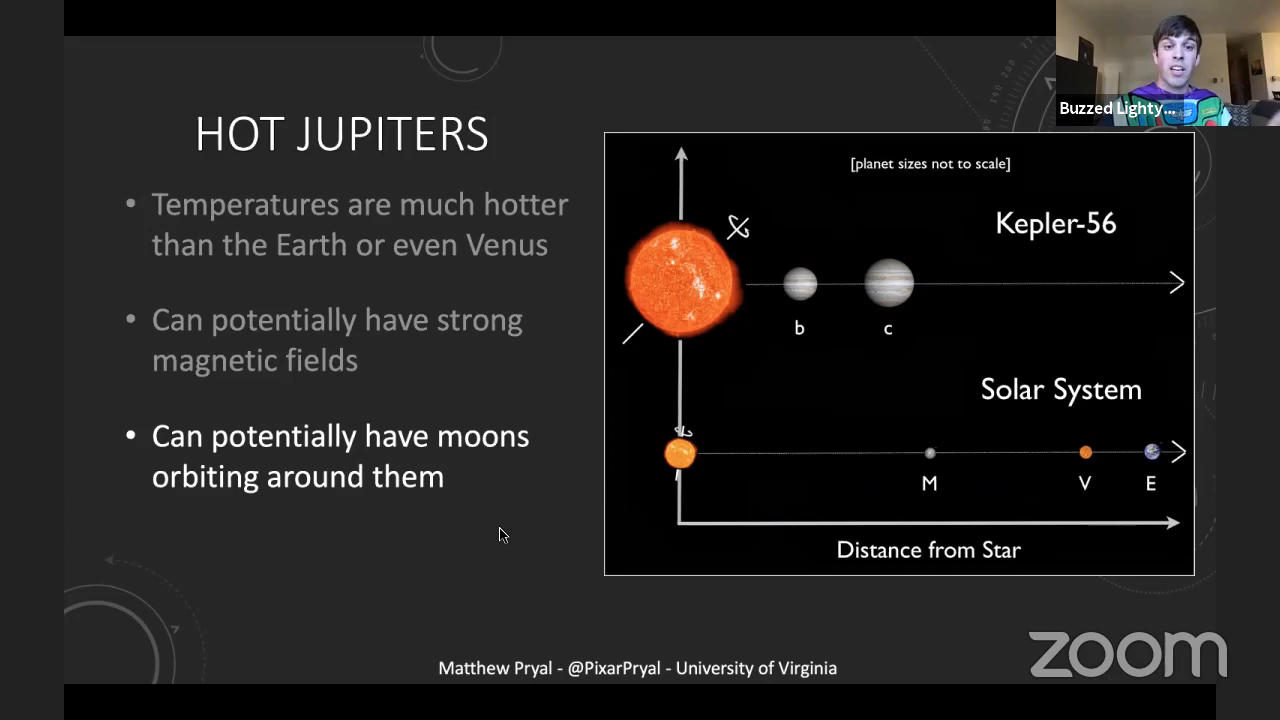 Buzzed Lighty...
HOT JUPITERS
• Temperatures are much hotter
than the Earth or even Venus
• Can potentially have strong
magnetic fields
• Can potentially have moons
orbiting around them
[planet sizes not to scale]
Kepler-56
b c
Solar System
M V E
Distance from Star
Matthew Pryal - @PixarPryal - University of Virginia
zoom